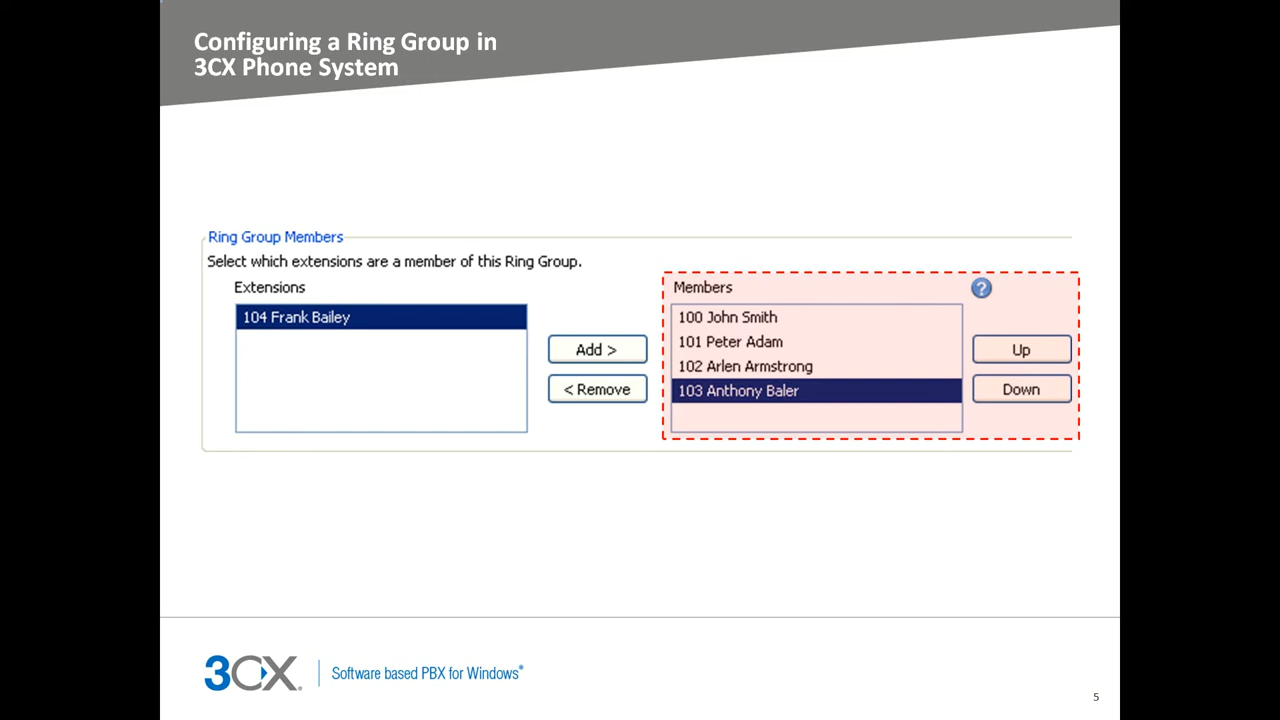 Configuring a Ring Group in
3CX Phone System
Ring Group Members
Select which extensions are a member of this Ring Group.
Extensions
104 Frank Bailey
Add >
< Remove
Members
?
100 John Smith
101 Peter Adam
102 Arlen Armstrong
103 Anthony Baler
Up
Down
3CX®
Software based PBX for Windows®
5